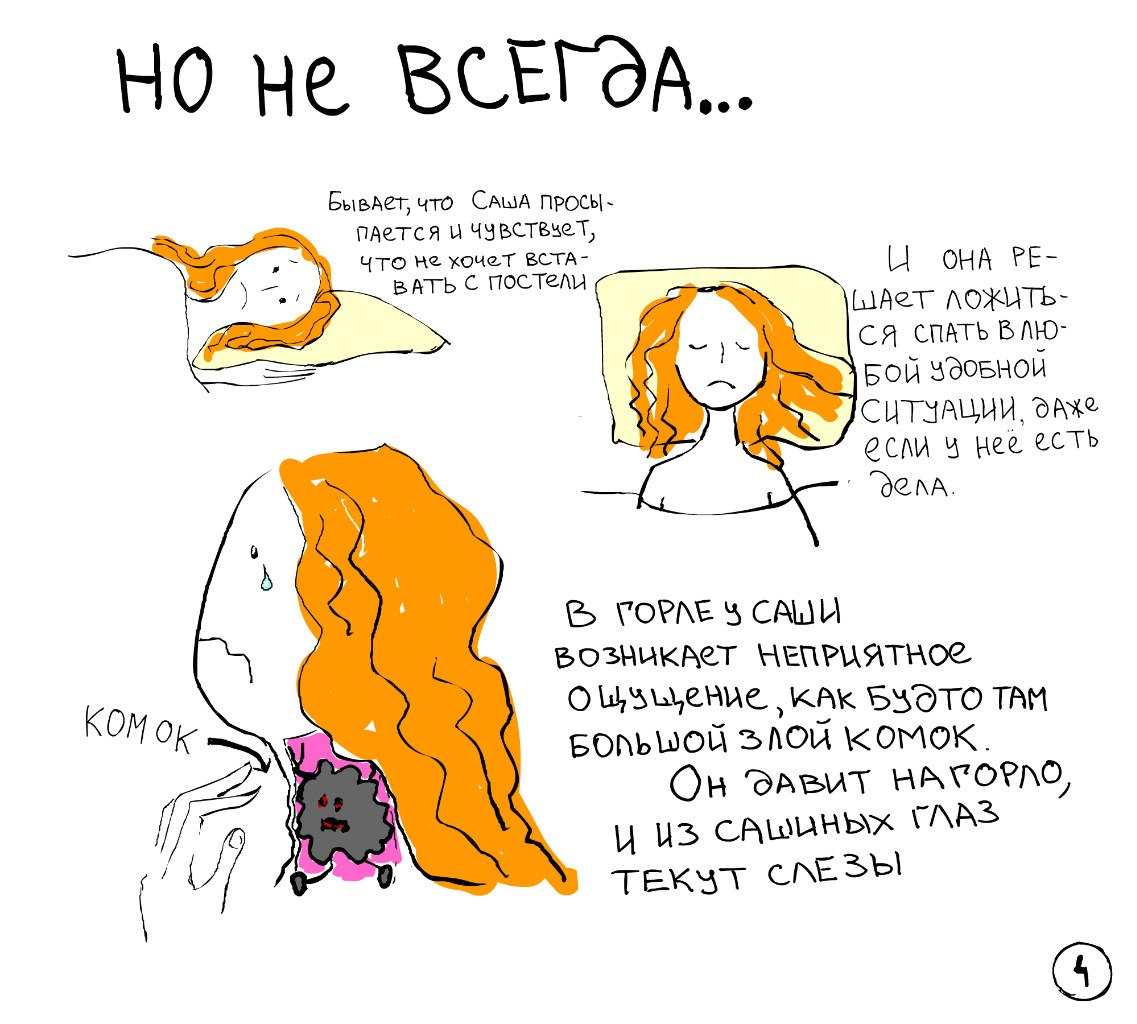 НО НЕ ВСЕГДА...
Бывает, что Саша просы-
пается и чувствует,
что не хочет вста-
вать с постели
И она ре-
шает ложить-
ся спать в лю-
бой удобной
ситуации, даже
если у неё есть
дела.
В горле у Саши
возникает неприятное
ощущение, как будто там
большой злой комок.
Он давит на горло,
и из Сашиных глаз
текут слезы
комок
4